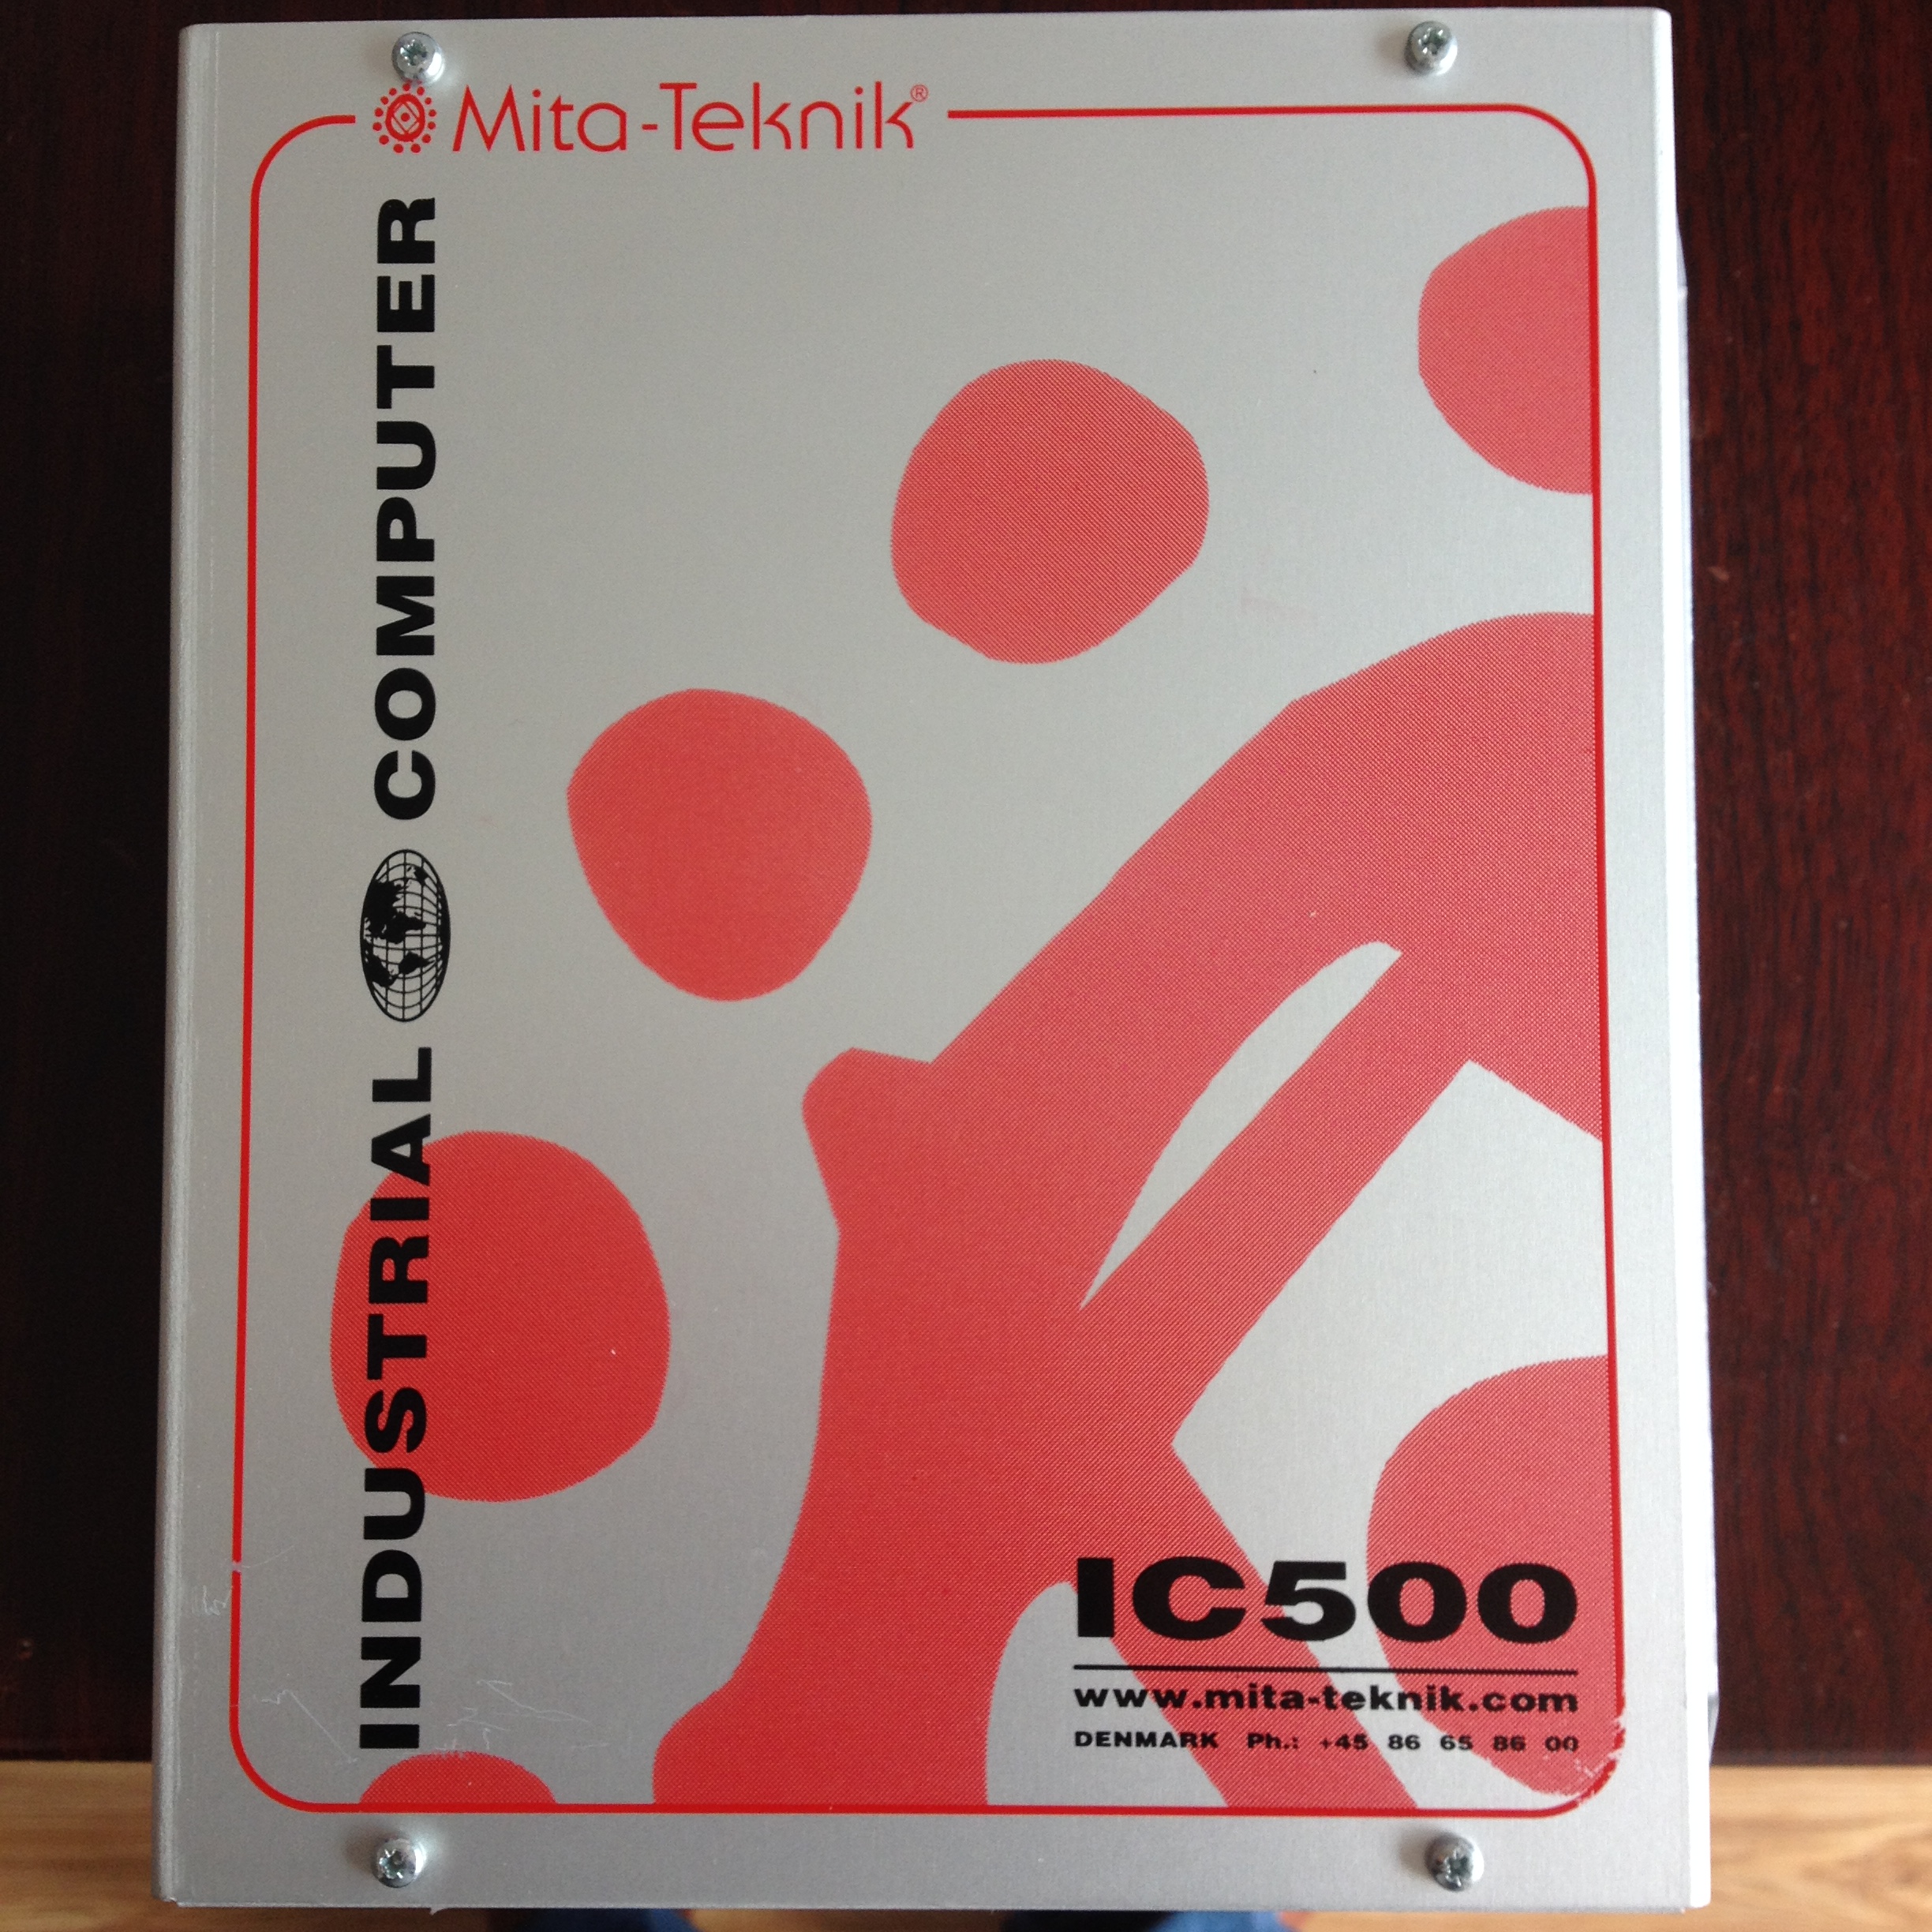 Mita-Teknik®
INDUSTRIAL COMPUTER
IC500
www.mita-teknik.com
DENMARK Ph.: +45 86 65 86 00